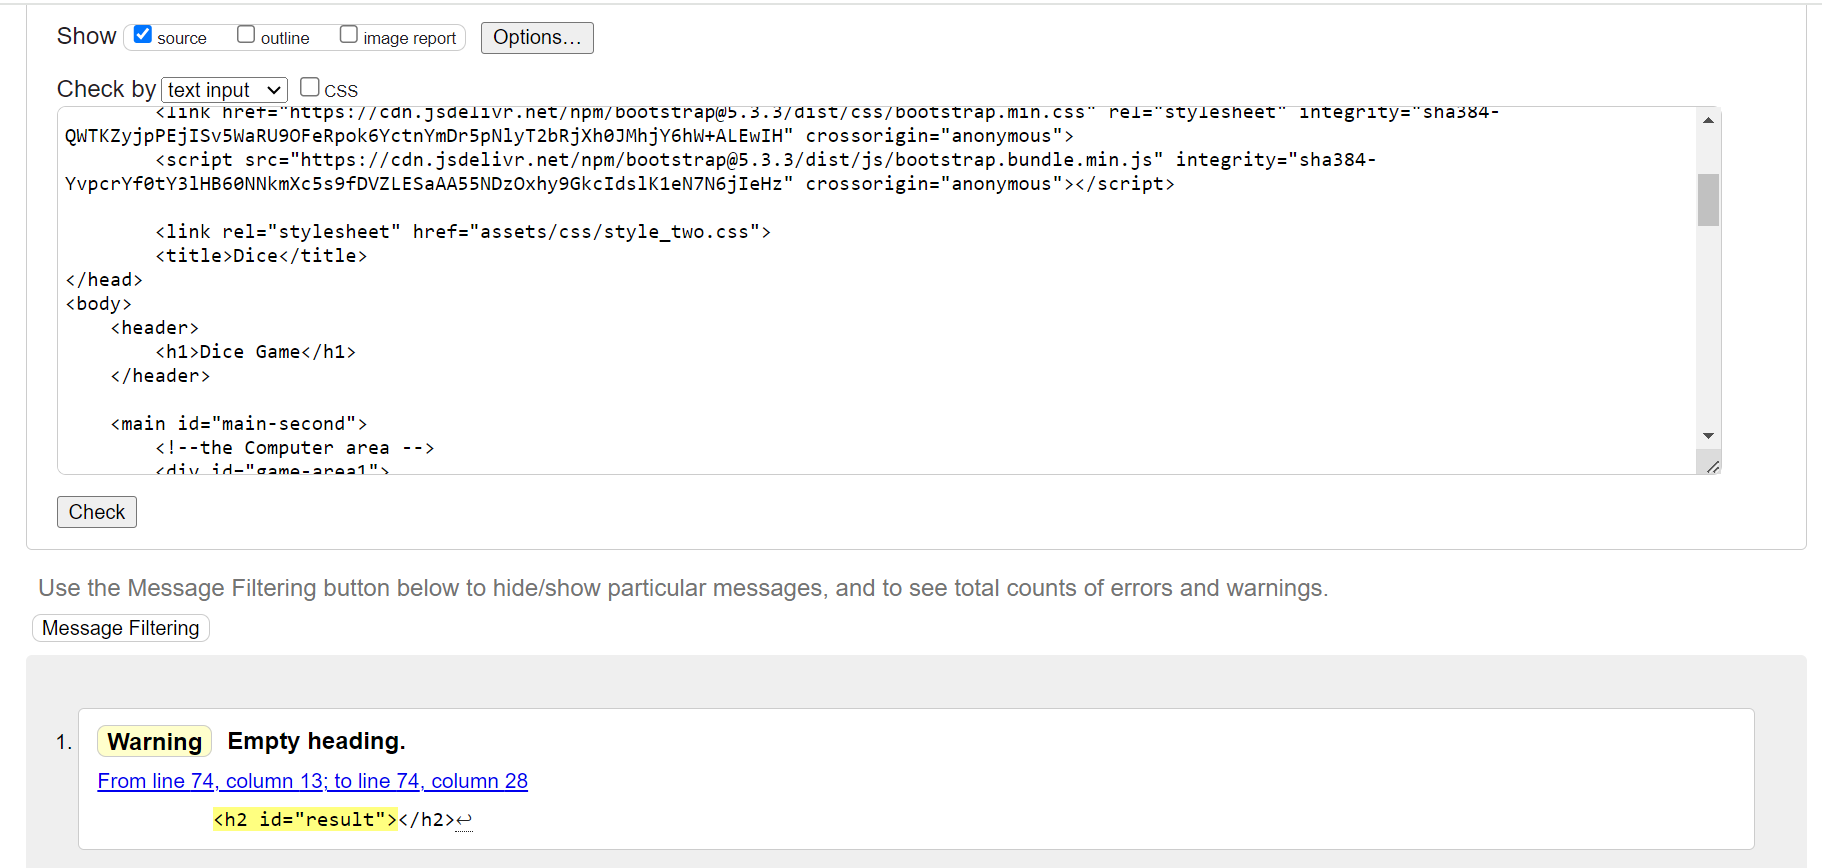 Show source outline image report Options...
Check by text input CSS
<link href="https://cdn.jsdelivr.net/npm/bootstrap@5.3.3/dist/css/bootstrap.min.css" rel="stylesheet" integrity="sha384-
QWTKZyjpPEjISv5WaRU9OFeRpok6YctnYmDr5pNlyT2bRjXh0JMhjY6hW+ALEwIH" crossorigin="anonymous">
<script src="https://cdn.jsdelivr.net/npm/bootstrap@5.3.3/dist/js/bootstrap.bundle.min.js" integrity="sha384-
YvpcrYf0tY3lHB60NNkmXc5s9fDVZLESaAA55NDzOxhy9GkcIdslK1eN7N6jIeHz" crossorigin="anonymous"></script>
<link rel="stylesheet" href="assets/css/style_two.css">
<title>Dice</title>
</head>
<body>
<header>
<h1>Dice Game</h1>
</header>
<main id="main-second">
<!--the Computer area -->
<div id="game-area1">
Check
Use the Message Filtering button below to hide/show particular messages, and to see total counts of errors and warnings.
Message Filtering
1. Warning Empty heading.
From line 74, column 13; to line 74, column 28
<h2 id="result"></h2>↩